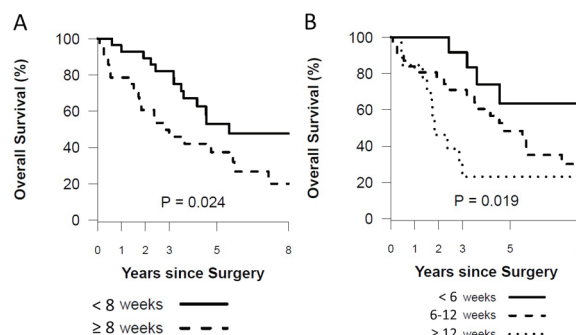 A
Overall Survival (%)
100
80
60
40
20
0
P = 0.024
0 1 2 3 5 8
Years since Surgery
< 8 weeks
≥ 8 weeks
B
Overall Survival (%)
100
80
60
40
20
0
P = 0.019
0 1 2 3 5
Years since Surgery
< 6 weeks
6-12 weeks
> 12 weeks